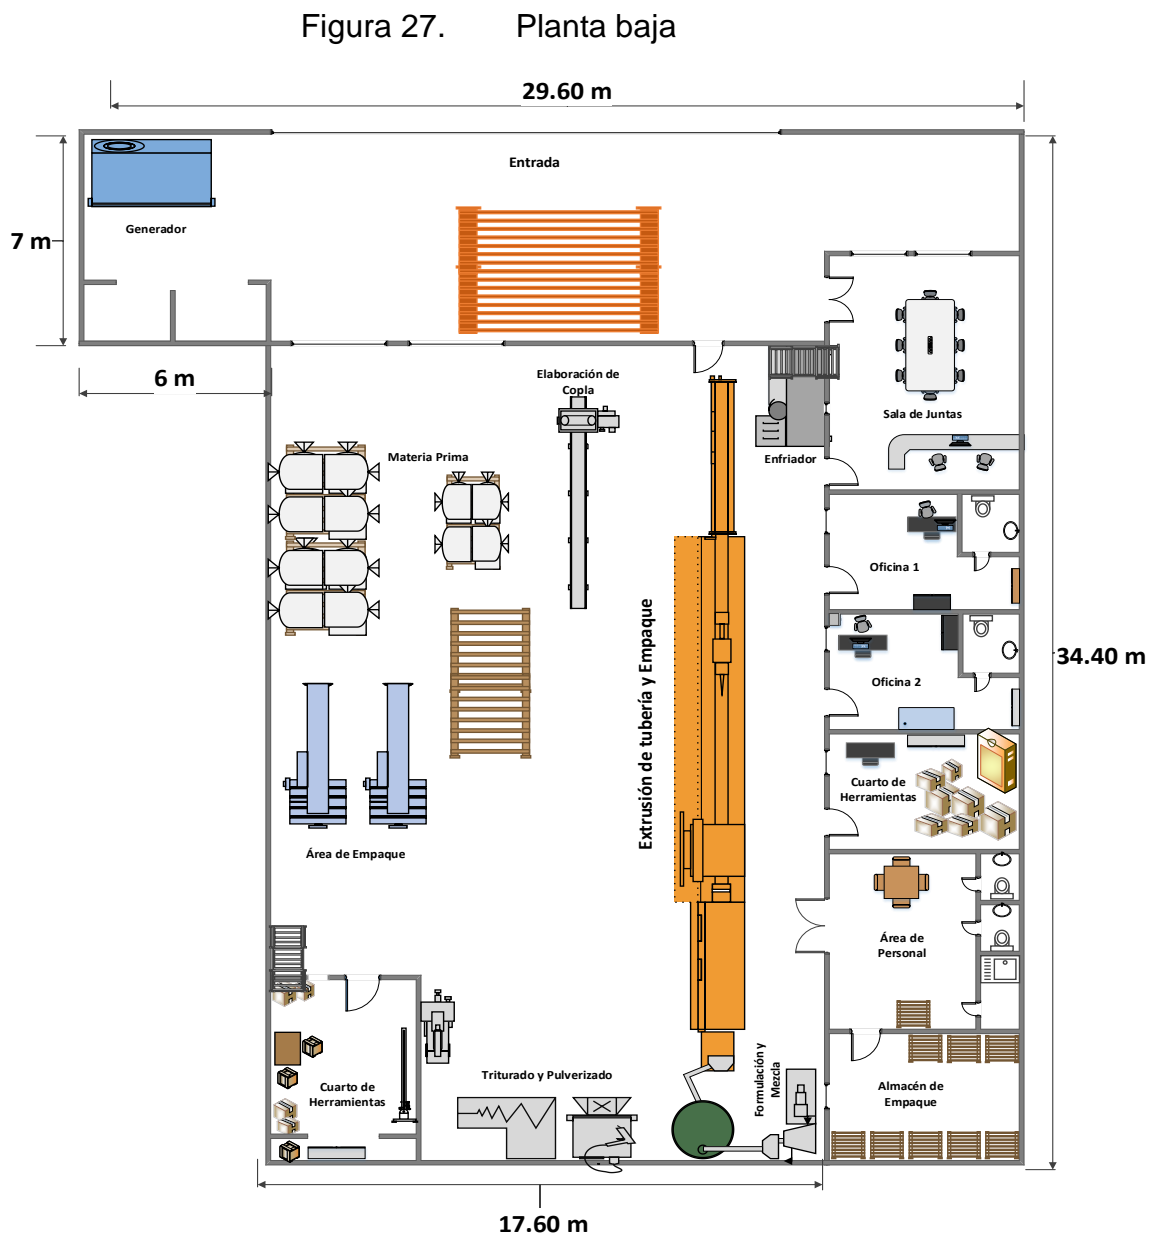 Figura 27. Planta baja
29.60 m
Entrada
Generador
7 m
6 m
Elaboración de
Copla
Sala de Juntas
Materia Prima
Enfriador
Oficina 1
Extrusión de tubería y Empaque
34.40 m
Oficina 2
Cuarto de
Herramientas
Área de Empaque
Área de
Personal
Formulación y
Mezcla
Triturado y Pulverizado
Cuarto de
Herramientas
Almacén de
Empaque
17.60 m